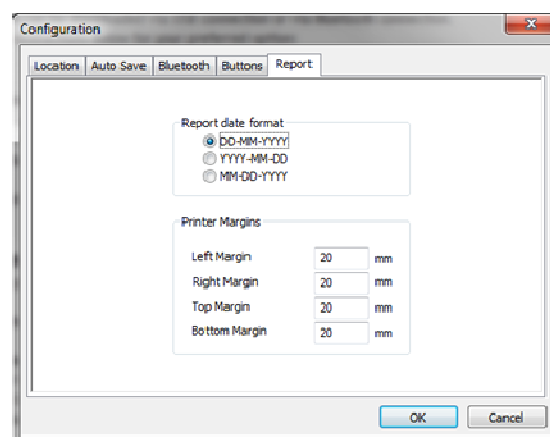 Configuration
Location Auto Save Bluetooth Buttons Report
Report date format
DD-MM-YYYY
YYYY-MM-DD
MM-DD-YYYY
Printer Margins
Left Margin 20 mm
Right Margin 20 mm
Top Margin 20 mm
Bottom Margin 20 mm
OK Cancel